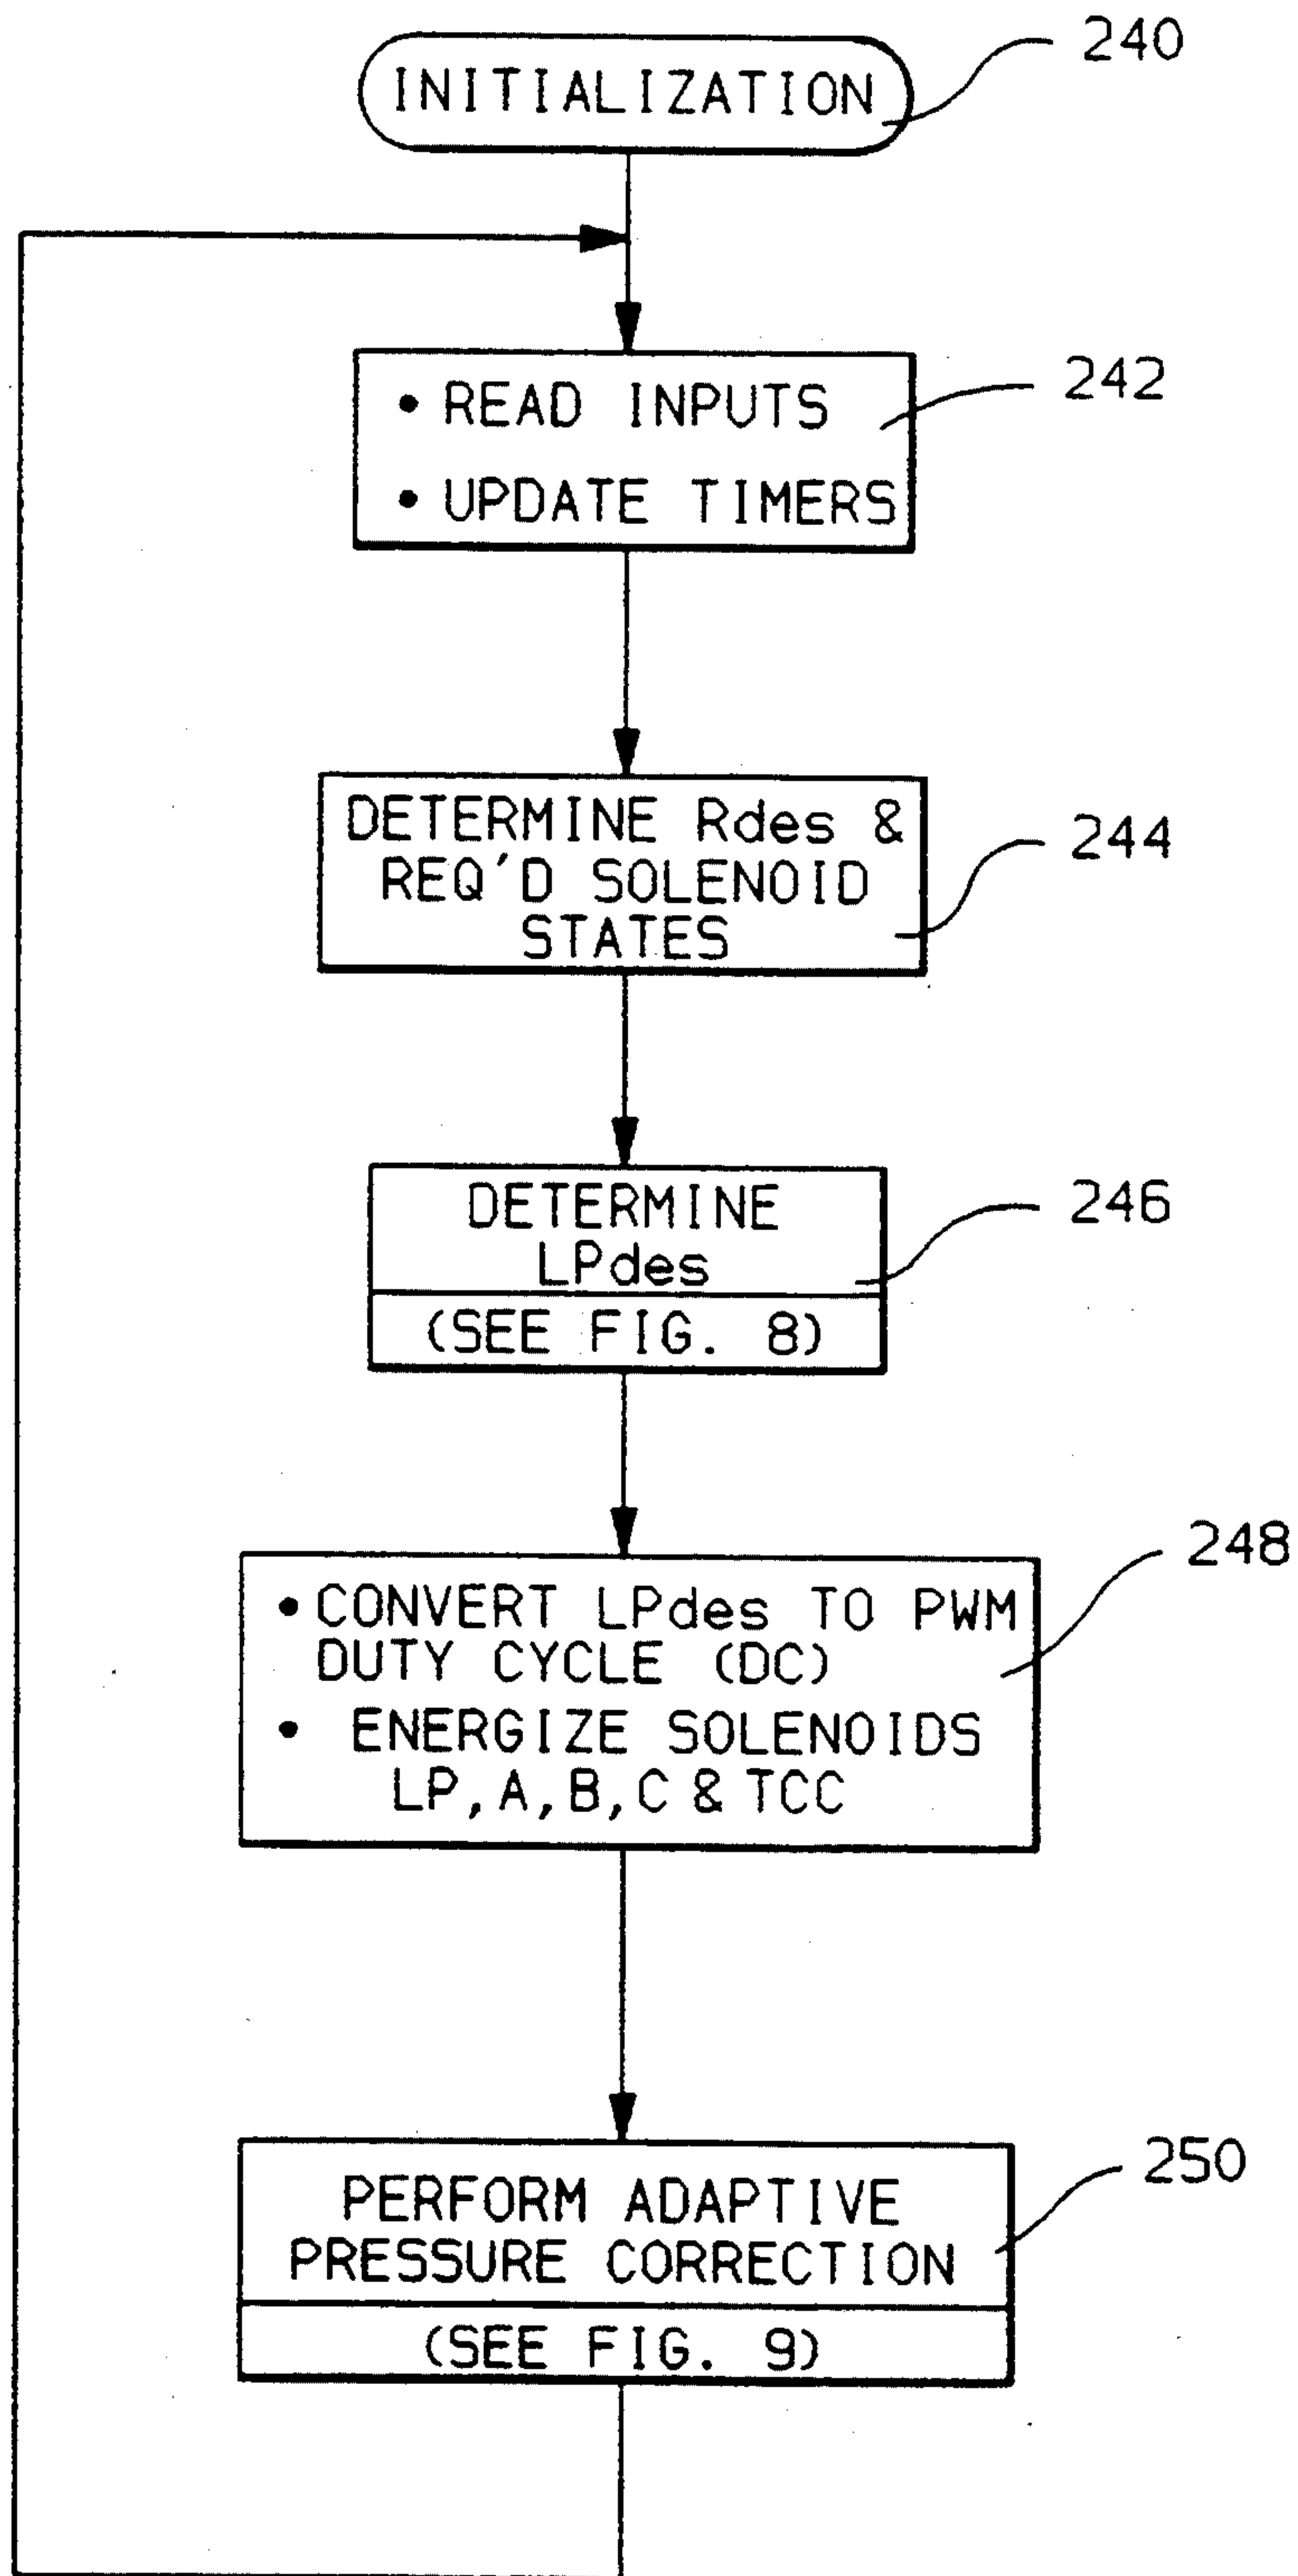 INITIALIZATION
240
• READ INPUTS
242
• UPDATE TIMERS
DETERMINE Rdes &
REQ'D SOLENOID
STATES
244
DETERMINE
LPdes
246
(SEE FIG. 8)
• CONVERT LPdes TO PWM
DUTY CYCLE (DC)
• ENERGIZE SOLENOIDS
LP, A, B, C & TCC
248
PERFORM ADAPTIVE
PRESSURE CORRECTION
250
(SEE FIG. 9)